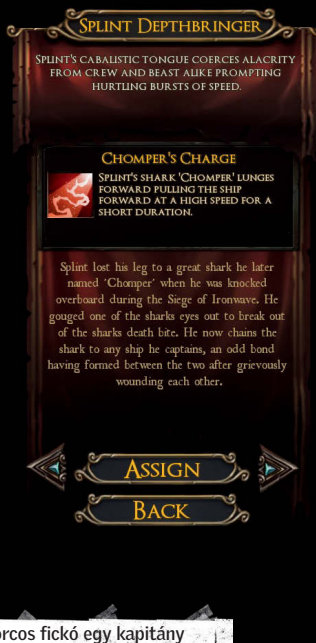 Splint Depthbringer
Splint's cabalistic tongue coerces alacrity
from crew and beast alike prompting
hurtling bursts of speed.
Chomper's Charge
Splint's shark 'Chomper' lunges
forward pulling the ship
forward at a high speed for a
short duration.
Splint lost his leg to a great shark he later
named 'Chomper' when he was knocked
overboard during the Siege of Ironwave. He
gouged one of the sharks eyes out to break out
of the sharks death bite. He now chains the
shark to any ship he captains, an odd bond
having formed between the two after grievously
wounding each other.
Assign
Back
fickó egy kapitány